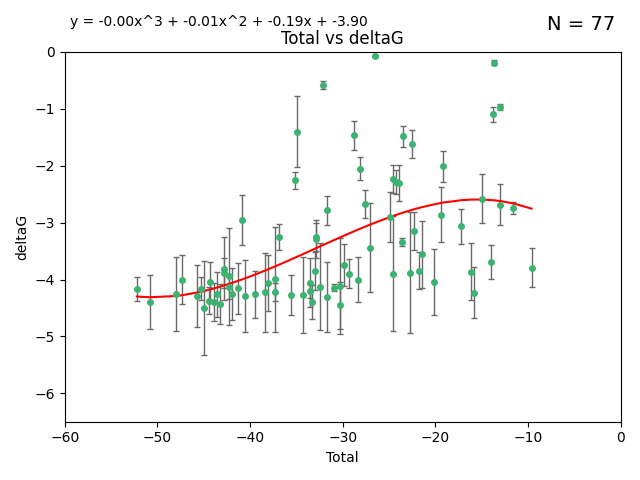 y = -0.00x^3 + -0.01x^2 + -0.19x + -3.90
N = 77
Total vs deltaG
deltaG
0
−1
−2
−3
−4
−5
−6
−60 −50 −40 −30 −20 −10 0
Total